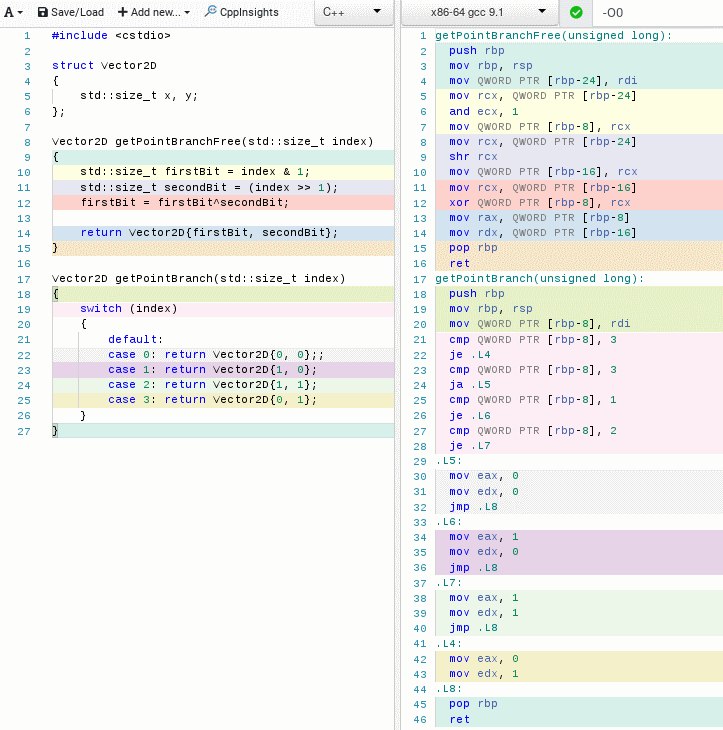 A Save/Load + Add new... CppInsights C++ x86-64 gcc 9.1 -O0
1 #include <cstdio>
2
3 struct Vector2D
4 {
5 std::size_t x, y;
6 };
7
8 Vector2D getPointBranchFree(std::size_t index)
9 {
10 std::size_t firstBit = index & 1;
11 std::size_t secondBit = (index >> 1);
12 firstBit = firstBit^secondBit;
13
14 return Vector2D{firstBit, secondBit};
15 }
16
17 Vector2D getPointBranch(std::size_t index)
18 {
19 switch (index)
20 {
21 default:
22 case 0: return Vector2D{0, 0};;
23 case 1: return Vector2D{1, 0};
24 case 2: return Vector2D{1, 1};
25 case 3: return Vector2D{0, 1};
26 }
27 }
1 getPointBranchFree(unsigned long):
2 push rbp
3 mov rbp, rsp
4 mov QWORD PTR [rbp-24], rdi
5 mov rcx, QWORD PTR [rbp-24]
6 and ecx, 1
7 mov QWORD PTR [rbp-8], rcx
8 mov rcx, QWORD PTR [rbp-24]
9 shr rcx
10 mov QWORD PTR [rbp-16], rcx
11 mov rcx, QWORD PTR [rbp-16]
12 xor QWORD PTR [rbp-8], rcx
13 mov rax, QWORD PTR [rbp-8]
14 mov rdx, QWORD PTR [rbp-16]
15 pop rbp
16 ret
17 getPointBranch(unsigned long):
18 push rbp
19 mov rbp, rsp
20 mov QWORD PTR [rbp-8], rdi
21 cmp QWORD PTR [rbp-8], 3
22 je .L4
23 cmp QWORD PTR [rbp-8], 3
24 ja .L5
25 cmp QWORD PTR [rbp-8], 1
26 je .L6
27 cmp QWORD PTR [rbp-8], 2
28 je .L7
29 .L5:
30 mov eax, 0
31 mov edx, 0
32 jmp .L8
33 .L6:
34 mov eax, 1
35 mov edx, 0
36 jmp .L8
37 .L7:
38 mov eax, 1
39 mov edx, 1
40 jmp .L8
41 .L4:
42 mov eax, 0
43 mov edx, 1
44 .L8:
45 pop rbp
46 ret